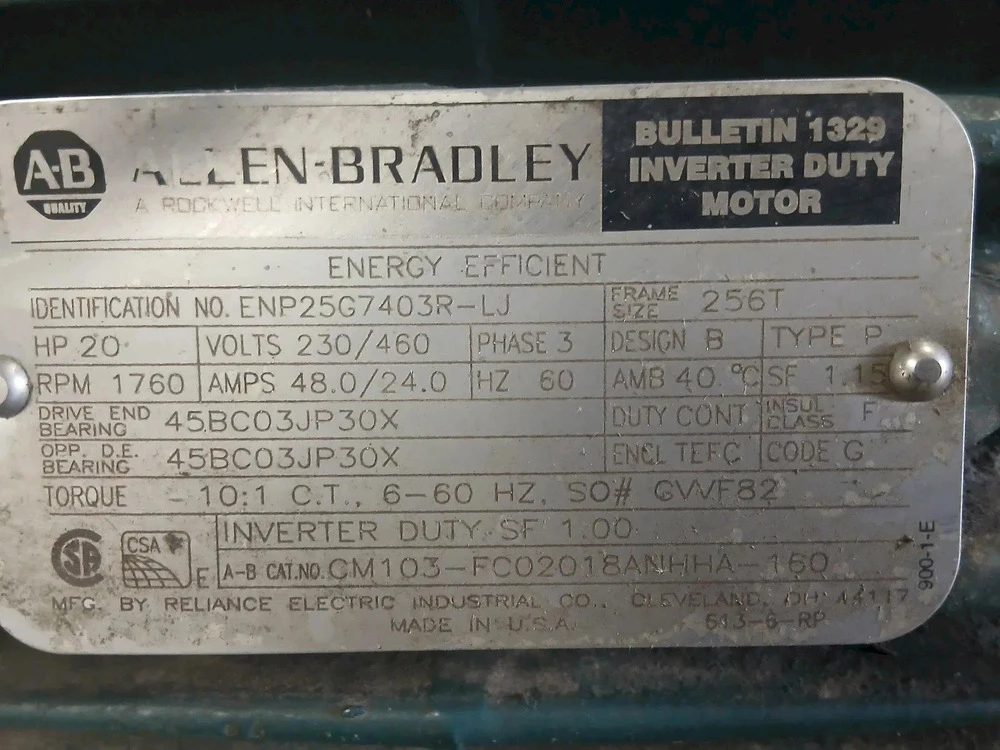 A-B
QUALITY
ALLEN-BRADLEY
A ROCKWELL INTERNATIONAL COMPANY
BULLETIN 1329
INVERTER DUTY
MOTOR
ENERGY EFFICIENT
IDENTIFICATION NO. ENP25G7403R-LJ FRAME SIZE 256T
HP 20 VOLTS 230/460 PHASE 3 DESIGN B TYPE P
RPM 1760 AMPS 48.0/24.0 HZ 60 AMB 40 °C SF 1.15
DRIVE END BEARING 45BC03JP30X DUTY CONT INSUL CLASS F
OPP. D.E. BEARING 45BC03JP30X ENCL TEFC CODE G
TORQUE - 10:1 C.T., 6-60 HZ, SO#
INVERTER DUTY SF 1.00
CSA E A-B CAT.NO. CM103-FC02018ANHHA-160
MFG. BY RELIANCE ELECTRIC INDUSTRIAL CO., CLEVELAND, OH 44117
MADE IN U.S.A. 613-6-RP
900-1-E